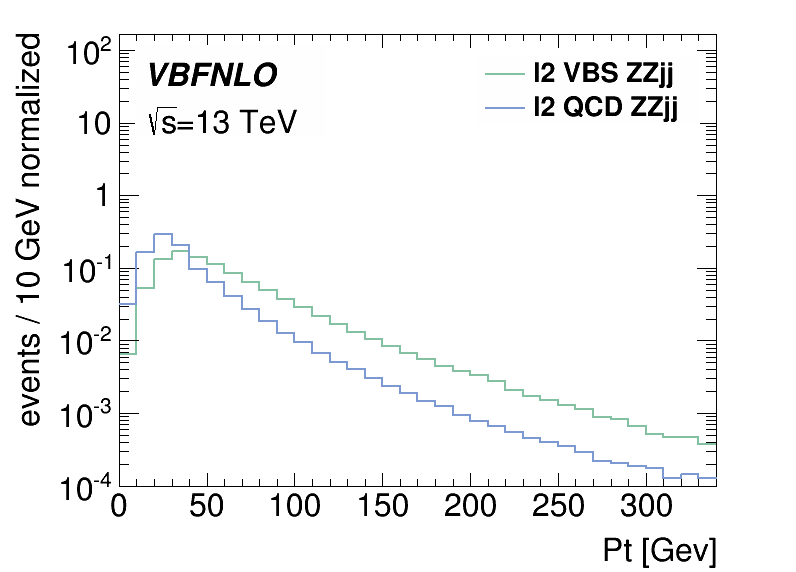 events / 10 GeV normalized
10²
10
1
10⁻¹
10⁻²
10⁻³
10⁻⁴
VBFNLO
√s=13 TeV
l2 VBS ZZjj
l2 QCD ZZjj
0 50 100 150 200 250 300
Pt [Gev]